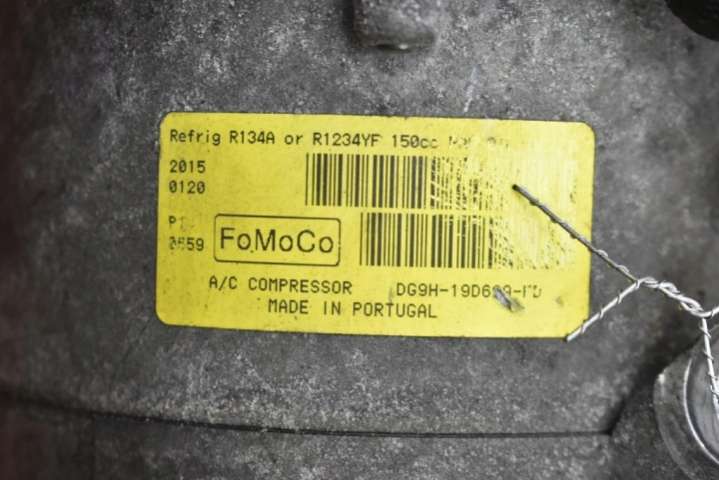 Refrig R134A or R1234YF 150cc
2015
0120
FoMoCo
A/C COMPRESSOR
MADE IN PORTUGAL